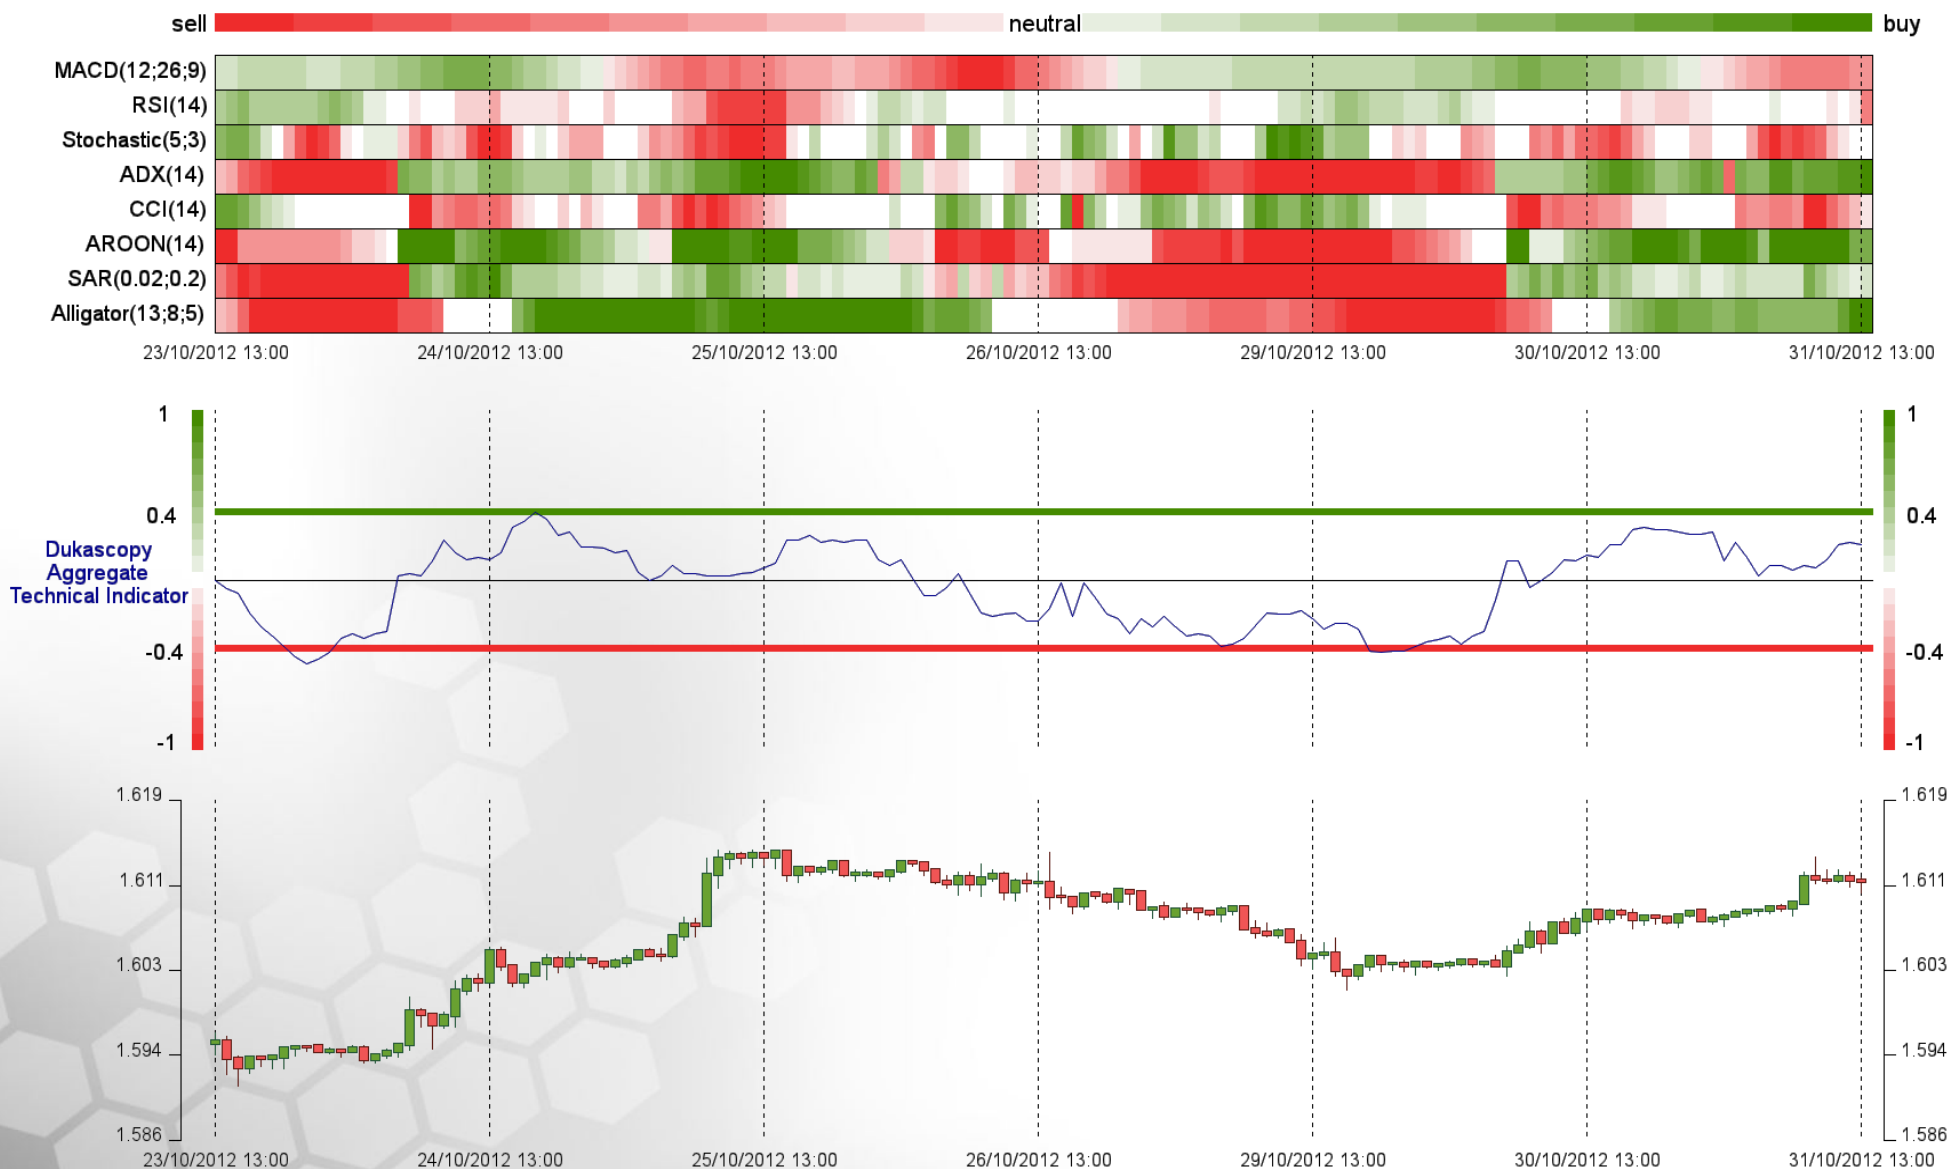 sell neutral buy
MACD(12;26;9)
RSI(14)
Stochastic(5;3)
ADX(14)
CCI(14)
AROON(14)
SAR(0.02;0.2)
Alligator(13;8;5)
23/10/2012 13:00 24/10/2012 13:00 25/10/2012 13:00 26/10/2012 13:00 29/10/2012 13:00 30/10/2012 13:00 31/10/2012 13:00
1 1
0.4 0.4
Dukascopy
Aggregate
Technical Indicator
-0.4 -0.4
-1 -1
1.619 1.619
1.611 1.611
1.603 1.603
1.594 1.594
1.586 1.586
23/10/2012 13:00 24/10/2012 13:00 25/10/2012 13:00 26/10/2012 13:00 29/10/2012 13:00 30/10/2012 13:00 31/10/2012 13:00